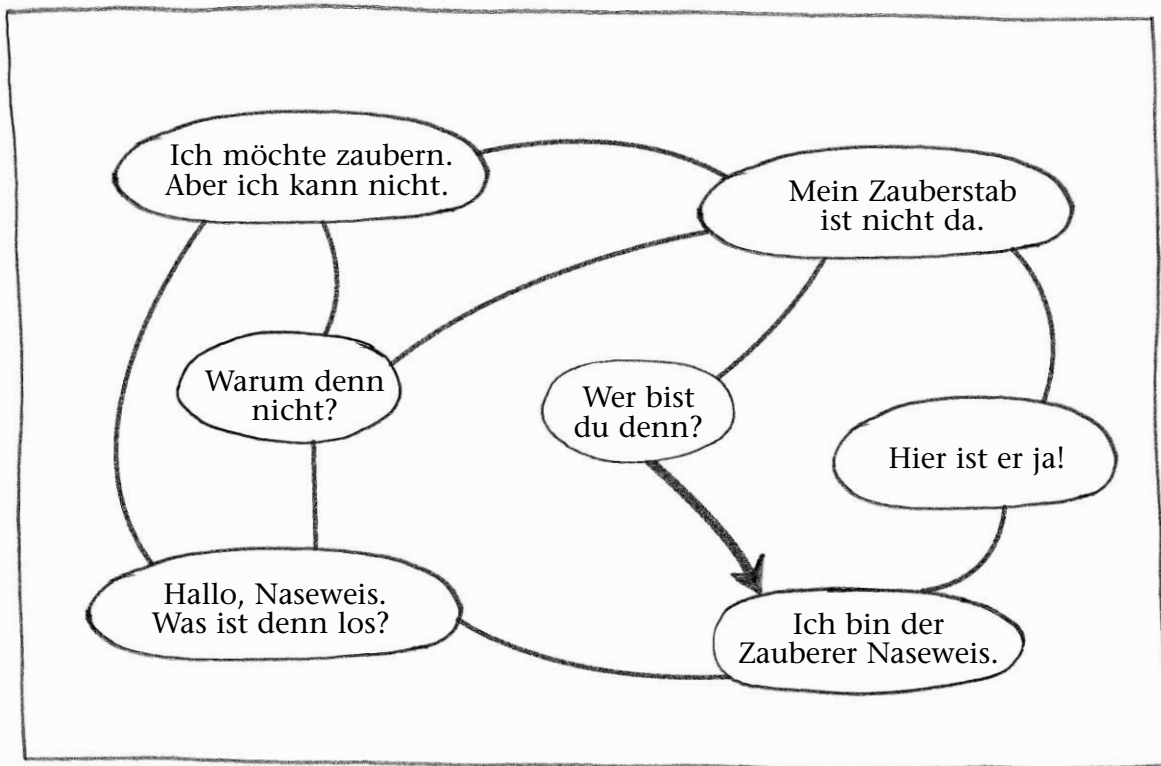 Ich möchte zaubern.
Aber ich kann nicht.
Mein Zauberstab
ist nicht da.
Warum denn
nicht?
Wer bist
du denn?
Hier ist er ja!
Hallo, Naseweis.
Was ist denn los?
Ich bin der
Zauberer Naseweis.